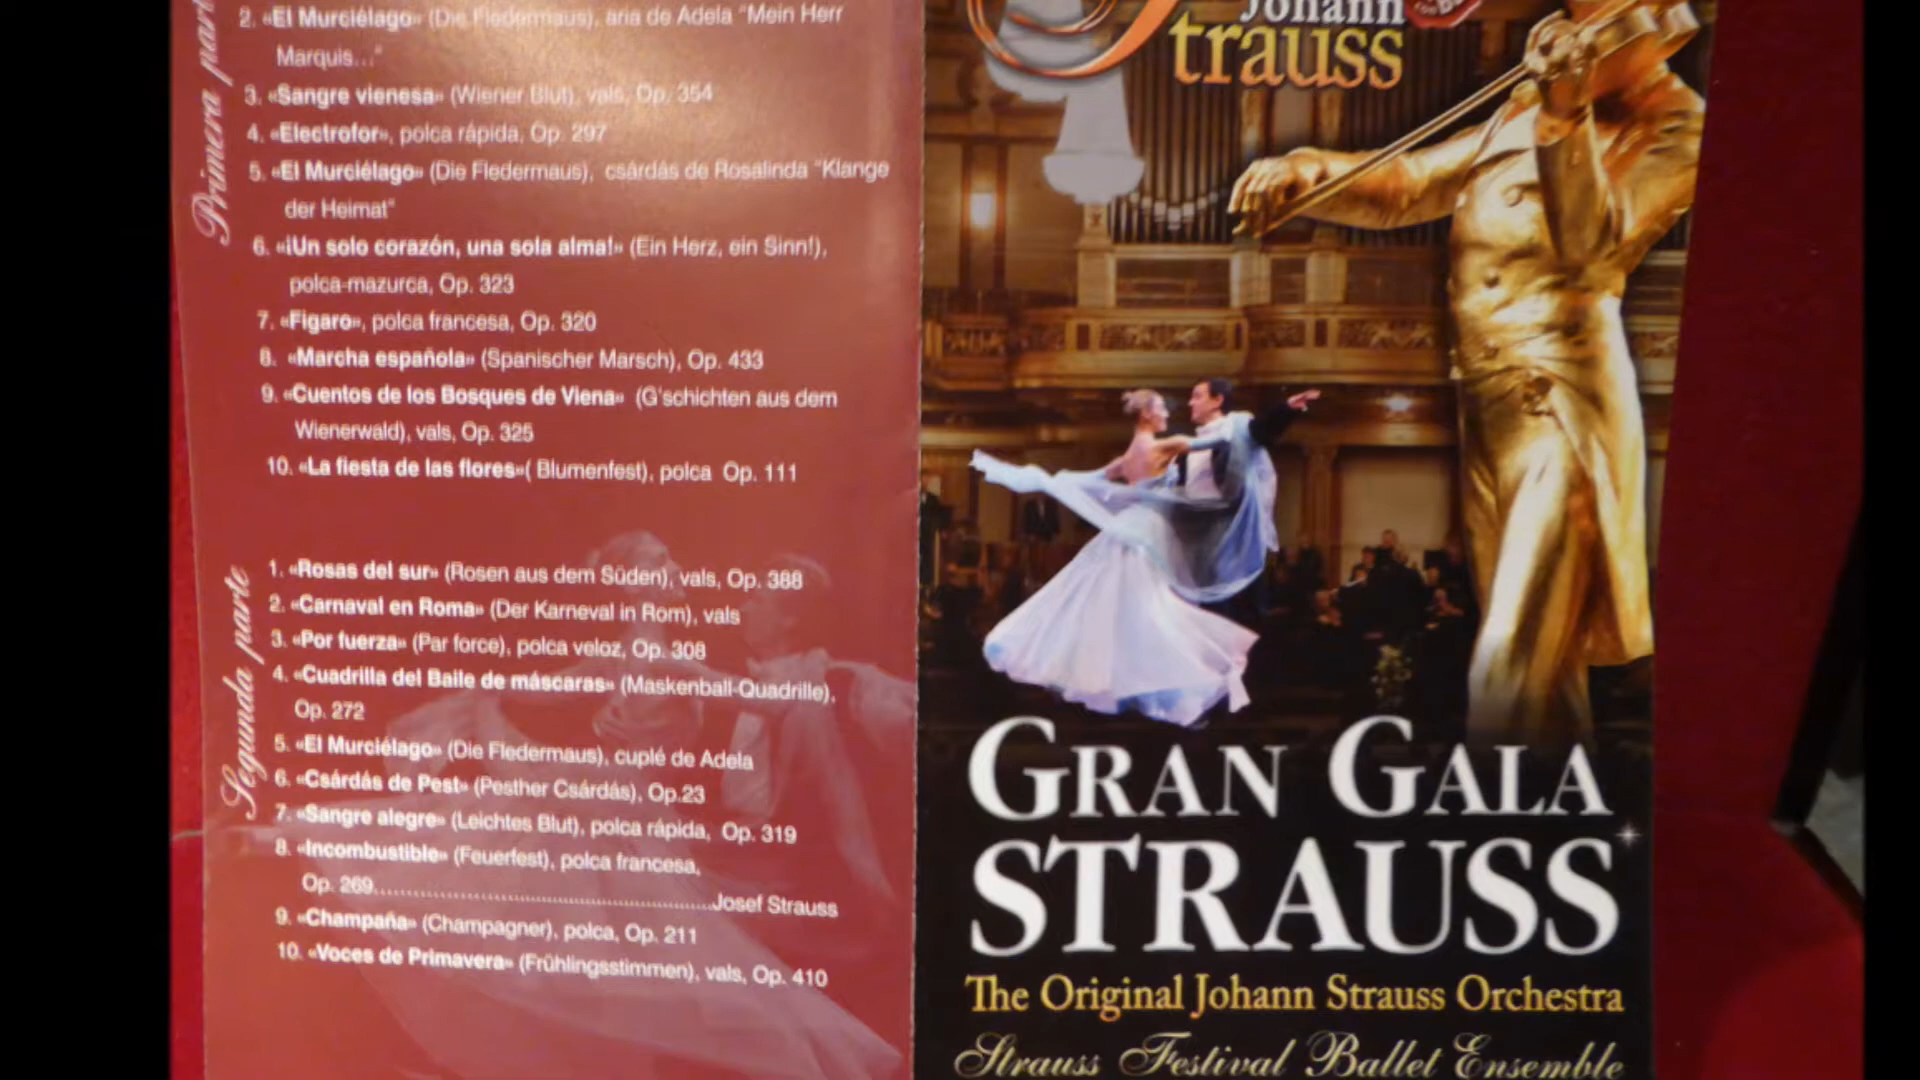 Primera parte
2. «El Murciélago» (Die Fledermaus), aria de Adela "Mein Herr
Marquis..."
3. «Sangre vienesa» (Wiener Blut), vals, Op. 354
4. «Electrofor», polca rápida, Op. 297
5. «El Murciélago» (Die Fledermaus), csárdás de Rosalinda "Klange
der Heimat"
6. «¡Un solo corazón, una sola alma!» (Ein Herz, ein Sinn!),
polca-mazurca, Op. 323
7. «Figaro», polca francesa, Op. 320
8. «Marcha española» (Spanischer Marsch), Op. 433
9. «Cuentos de los Bosques de Viena» (G'schichten aus dem
Wienerwald), vals, Op. 325
10. «La fiesta de las flores»( Blumenfest), polca Op. 111
Segunda parte
1. «Rosas del sur» (Rosen aus dem Süden), vals, Op. 388
2. «Carnaval en Roma» (Der Karneval in Rom), vals
3. «Por fuerza» (Par force), polca veloz, Op. 308
4. «Cuadrilla del Baile de máscaras» (Maskenball-Quadrille),
Op. 272
5. «El Murciélago» (Die Fledermaus), cuplé de Adela
6. «Csárdás de Pest» (Pesther Csárdás), Op.23
7. «Sangre alegre» (Leichtes Blut), polca rápida, Op. 319
8. «Incombustible» (Feuerfest), polca francesa,
Op. 269......................................................Josef Strauss
9. «Champaña» (Champagner), polca, Op. 211
10. «Voces de Primavera» (Frühlingsstimmen), vals, Op. 410
Johann
Strauss
GRAN GALA
STRAUSS
The Original Johann Strauss Orchestra
Strauss Festival Ballet Ensemble